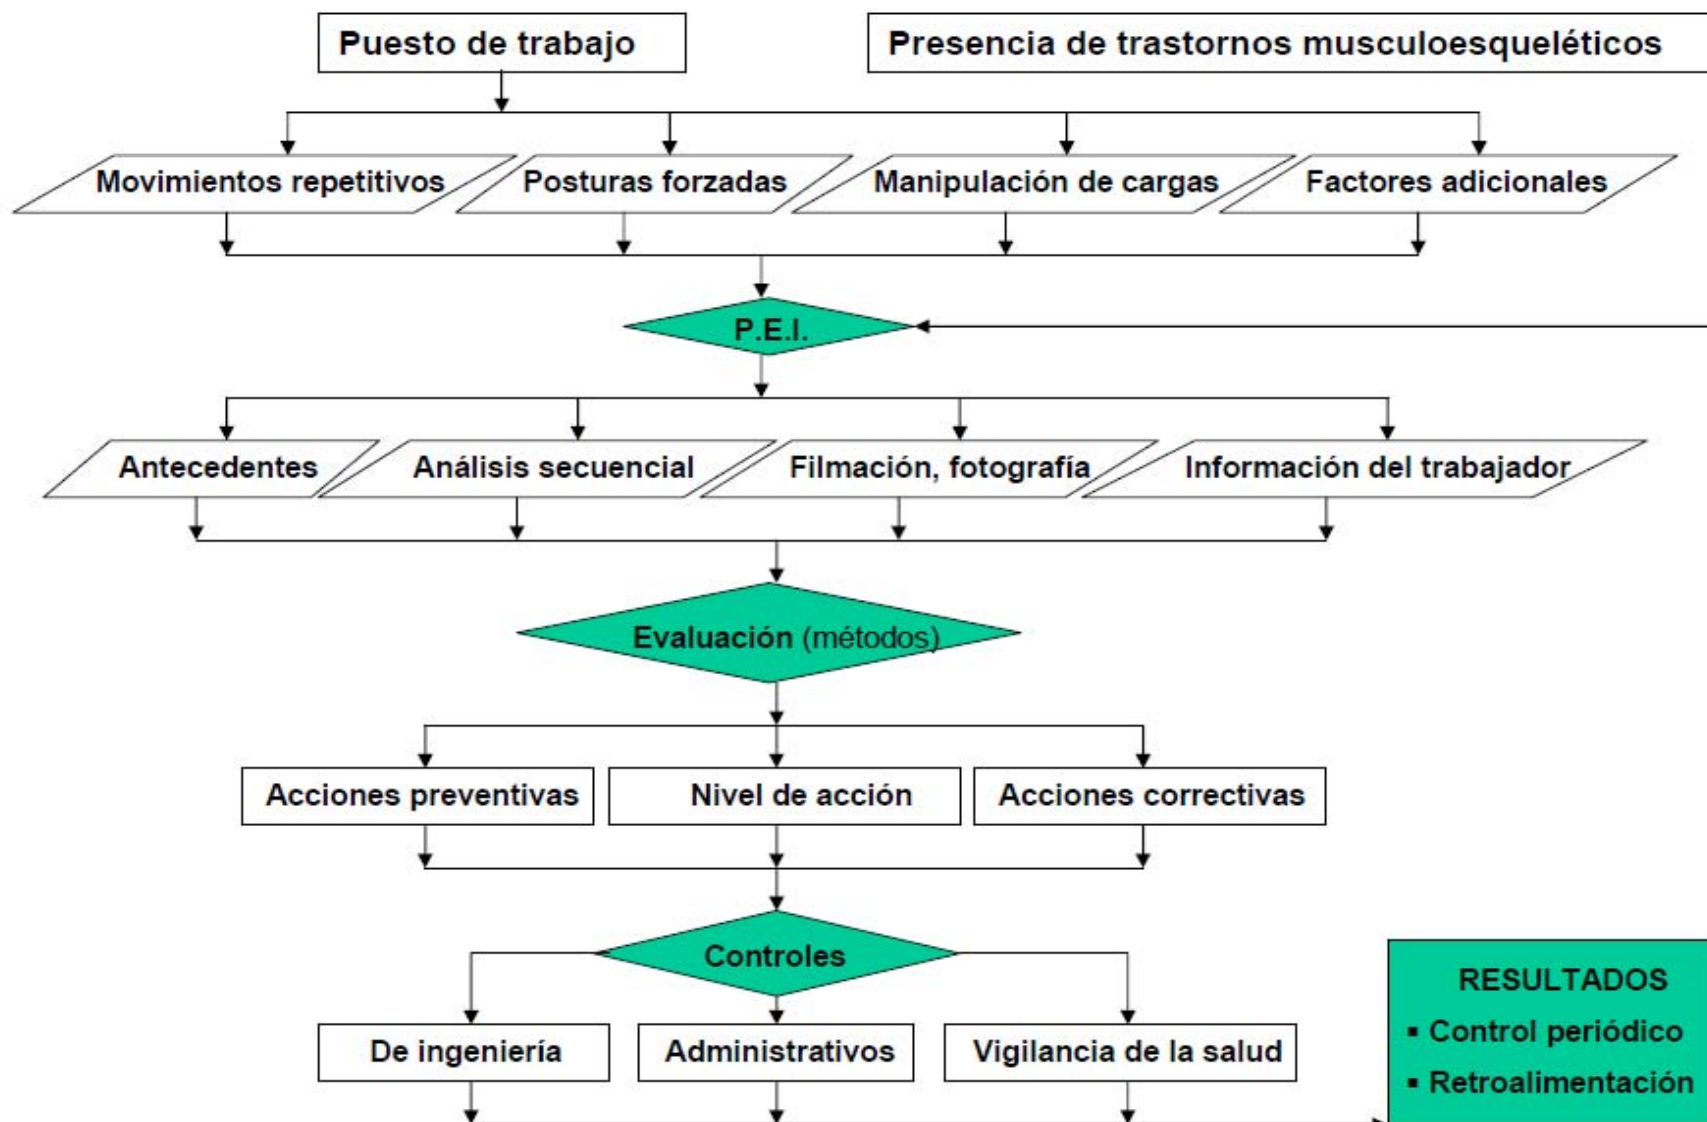 Puesto de trabajo
Presencia de trastornos musculoesqueléticos
Movimientos repetitivos
Posturas forzadas
Manipulación de cargas
Factores adicionales
P.E.I.
Antecedentes
Análisis secuencial
Filmación, fotografía
Información del trabajador
Evaluación (métodos)
Acciones preventivas
Nivel de acción
Acciones correctivas
Controles
De ingeniería
Administrativos
Vigilancia de la salud
RESULTADOS
▪ Control periódico
▪ Retroalimentación